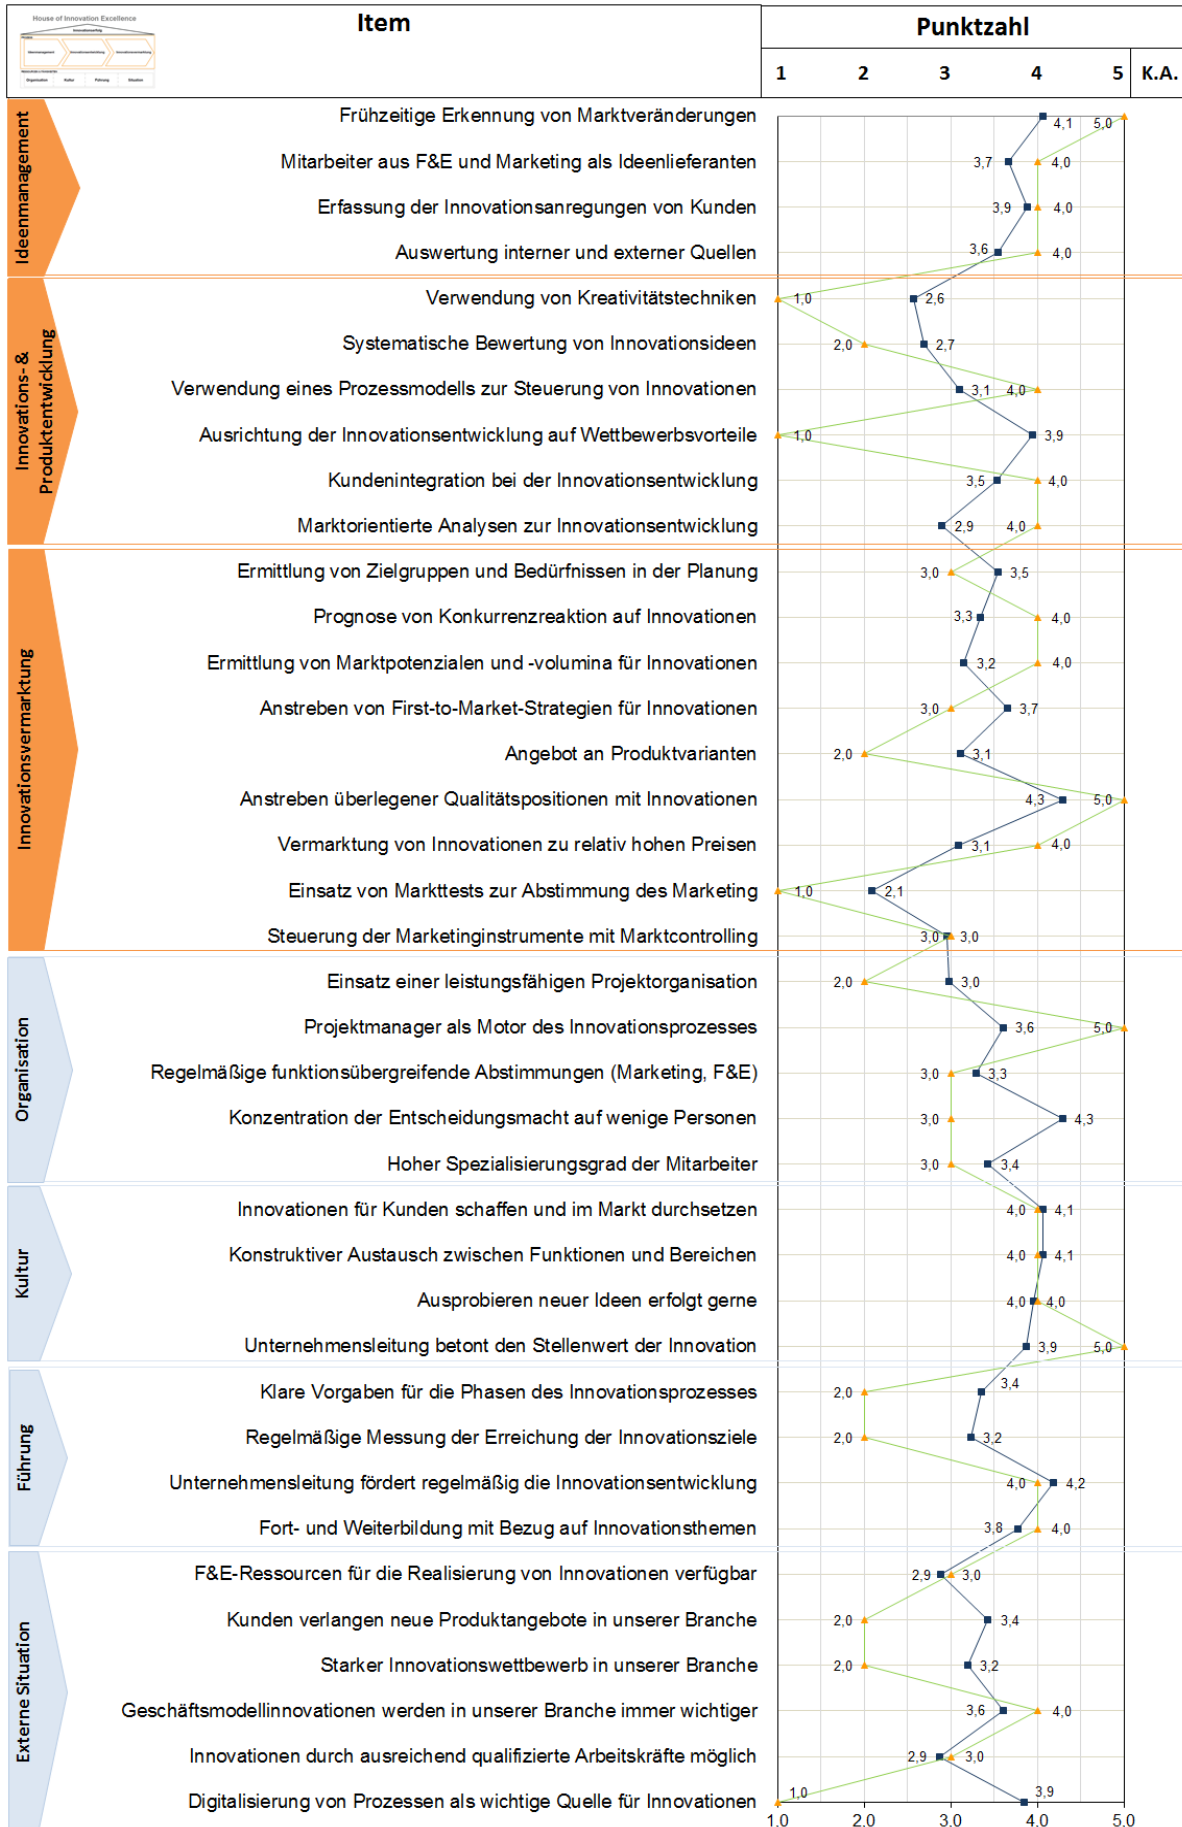 House of Innovation Excellence
Innovationserfolg
Ideenmanagement
Innovationsentwicklung
Innovationsvermarktung
Organisation
Kultur
Führung
Situation
Item
Punktzahl
1 2 3 4 5 K.A.
Ideenmanagement
Frühzeitige Erkennung von Marktveränderungen 4,1 5,0
Mitarbeiter aus F&E und Marketing als Ideenlieferanten 3,7 4,0
Erfassung der Innovationsanregungen von Kunden 3,9 4,0
Auswertung interner und externer Quellen 3,6 4,0
Innovations- &
Produktentwicklung
Verwendung von Kreativitätstechniken 1,0 2,6
Systematische Bewertung von Innovationsideen 2,0 2,7
Verwendung eines Prozessmodells zur Steuerung von Innovationen 3,1 4,0
Ausrichtung der Innovationsentwicklung auf Wettbewerbsvorteile 1,0 3,9
Kundenintegration bei der Innovationsentwicklung 3,5 4,0
Marktorientierte Analysen zur Innovationsentwicklung 2,9 4,0
Innovationsvermarktung
Ermittlung von Zielgruppen und Bedürfnissen in der Planung 3,0 3,5
Prognose von Konkurrenzreaktion auf Innovationen 3,3 4,0
Ermittlung von Marktpotenzialen und -volumina für Innovationen 3,2 4,0
Anstreben von First-to-Market-Strategien für Innovationen 3,0 3,7
Angebot an Produktvarianten 2,0 3,1
Anstreben überlegener Qualitätspositionen mit Innovationen 4,3 5,0
Vermarktung von Innovationen zu relativ hohen Preisen 3,1 4,0
Einsatz von Markttests zur Abstimmung des Marketing 1,0 2,1
Steuerung der Marketinginstrumente mit Marktcontrolling 3,0 3,0
Organisation
Einsatz einer leistungsfähigen Projektorganisation 2,0 3,0
Projektmanager als Motor des Innovationsprozesses 3,6 5,0
Regelmäßige funktionsübergreifende Abstimmungen (Marketing, F&E) 3,0 3,3
Konzentration der Entscheidungsmacht auf wenige Personen 3,0 4,3
Hoher Spezialisierungsgrad der Mitarbeiter 3,0 3,4
Kultur
Innovationen für Kunden schaffen und im Markt durchsetzen 4,0 4,1
Konstruktiver Austausch zwischen Funktionen und Bereichen 4,0 4,1
Ausprobieren neuer Ideen erfolgt gerne 4,0 4,0
Unternehmensleitung betont den Stellenwert der Innovation 3,9 5,0
Führung
Klare Vorgaben für die Phasen des Innovationsprozesses 2,0 3,4
Regelmäßige Messung der Erreichung der Innovationsziele 2,0 3,2
Unternehmensleitung fördert regelmäßig die Innovationsentwicklung 4,0 4,2
Fort- und Weiterbildung mit Bezug auf Innovationsthemen 3,8 4,0
Externe Situation
F&E-Ressourcen für die Realisierung von Innovationen verfügbar 2,9 3,0
Kunden verlangen neue Produktangebote in unserer Branche 2,0 3,4
Starker Innovationswettbewerb in unserer Branche 2,0 3,2
Geschäftsmodellinnovationen werden in unserer Branche immer wichtiger 3,6 4,0
Innovationen durch ausreichend qualifizierte Arbeitskräfte möglich 2,9 3,0
Digitalisierung von Prozessen als wichtige Quelle für Innovationen 1,0 3,9
1.0 2.0 3.0 4.0 5.0